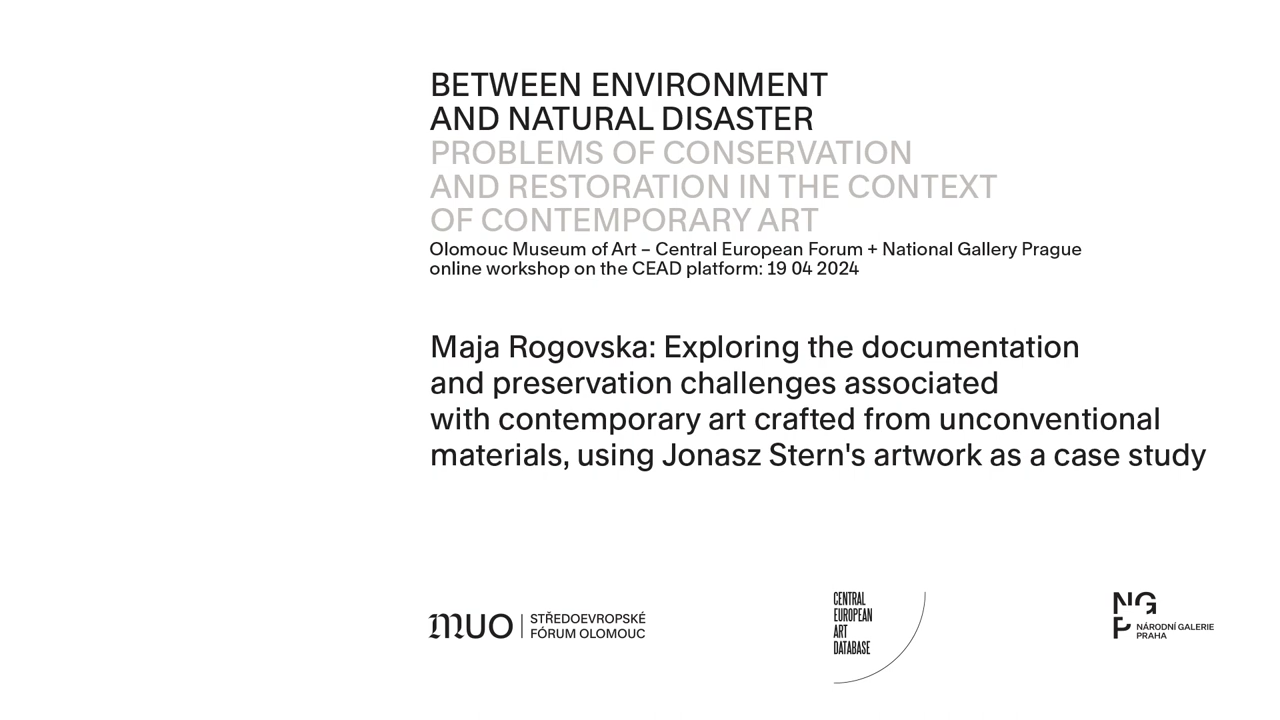 BETWEEN ENVIRONMENT
AND NATURAL DISASTER
PROBLEMS OF CONSERVATION
AND RESTORATION IN THE CONTEXT
OF CONTEMPORARY ART
Olomouc Museum of Art – Central European Forum + National Gallery Prague
online workshop on the CEAD platform: 19 04 2024
Maja Rogovska: Exploring the documentation
and preservation challenges associated
with contemporary art crafted from unconventional
materials, using Jonasz Stern's artwork as a case study
MUO
STŘEDOEVROPSKÉ
FÓRUM OLOMOUC
CENTRAL
EUROPEAN
ART
DATABASE
NG
P
NÁRODNÍ GALERIE
PRAHA